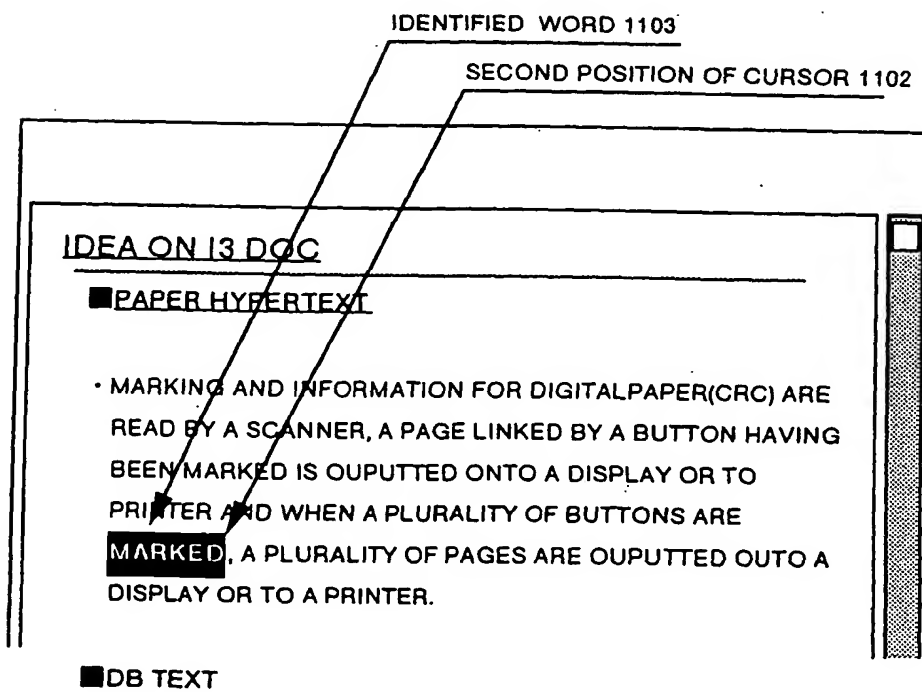 IDENTIFIED WORD 1103
SECOND POSITION OF CURSOR 1102
IDEA ON I3 DOC
■PAPER HYPERTEXT
・MARKING AND INFORMATION FOR DIGITALPAPER(CRC) ARE
READ BY A SCANNER, A PAGE LINKED BY A BUTTON HAVING
BEEN MARKED IS OUPUTTED ONTO A DISPLAY OR TO
PRINTER AND WHEN A PLURALITY OF BUTTONS ARE
MARKED, A PLURALITY OF PAGES ARE OUPUTTED OUTO A
DISPLAY OR TO A PRINTER.
■DB TEXT